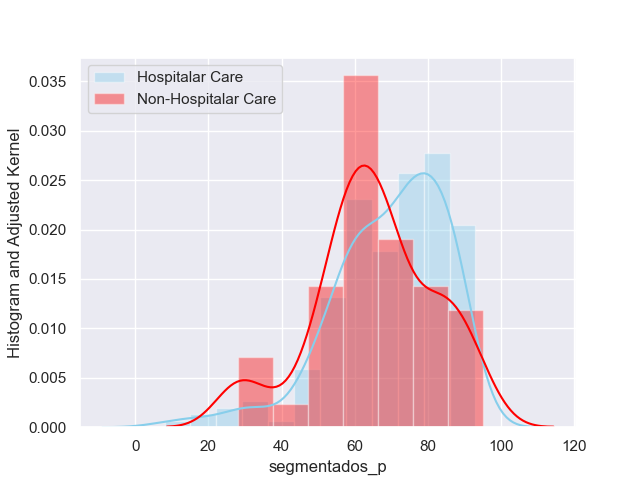 Hospitalar Care
Non-Hospitalar Care
Histogram and Adjusted Kernel
0.035
0.030
0.025
0.020
0.015
0.010
0.005
0.000
0 20 40 60 80 100 120
segmentados_p